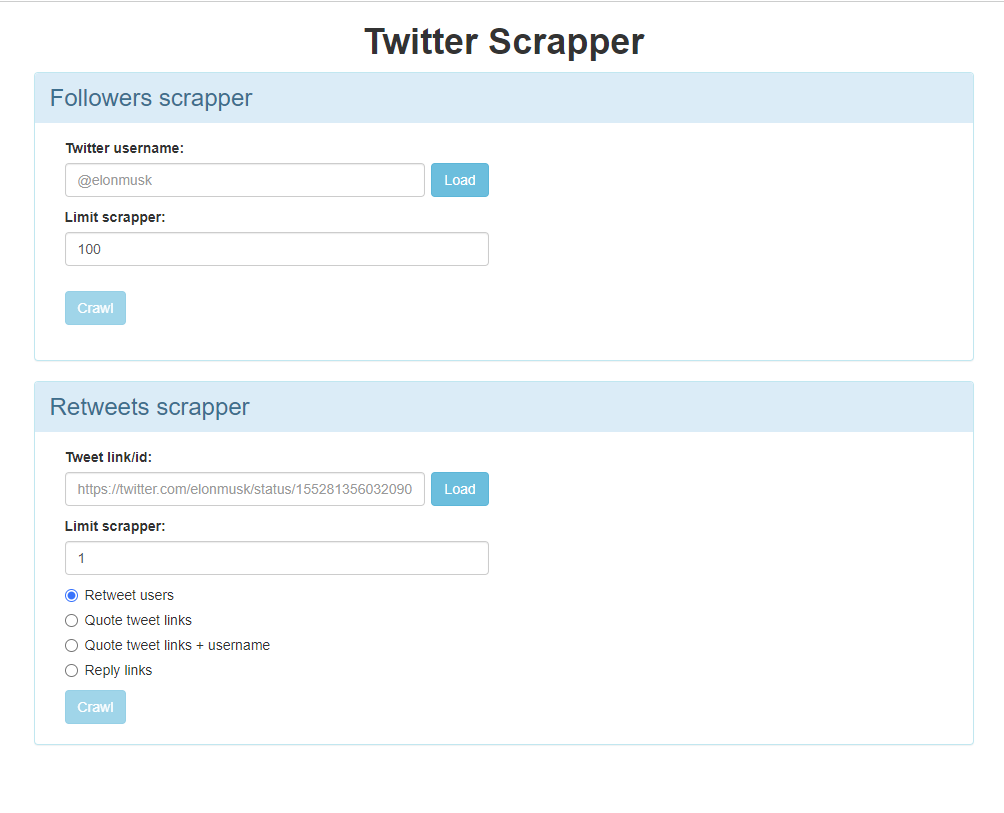 Twitter Scrapper
Followers scrapper
Twitter username:
@elonmusk
Load
Limit scrapper:
100
Crawl
Retweets scrapper
Tweet link/id:
https://twitter.com/elonmusk/status/155281356032090
Load
Limit scrapper:
1
Retweet users
Quote tweet links
Quote tweet links + username
Reply links
Crawl